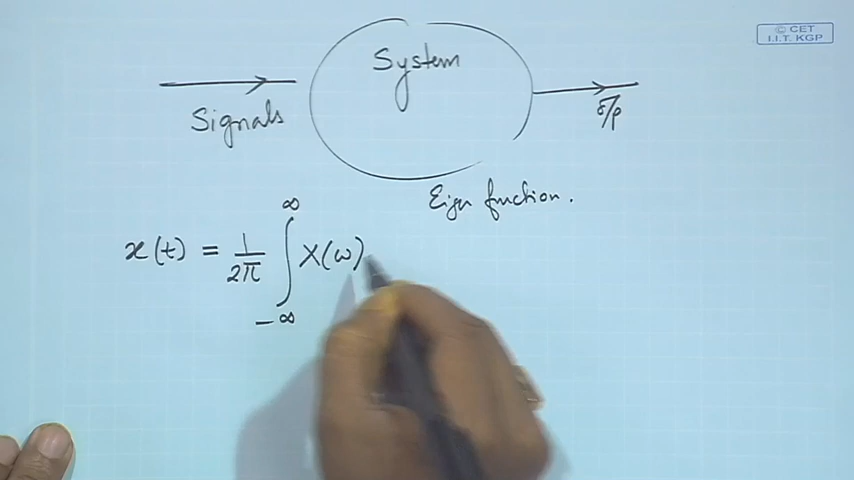 © CET
I.I.T. KGP
System
Signals
o/p
Eigen function.
x(t) = 1/2π ∫_{-∞}^{∞} X(ω)